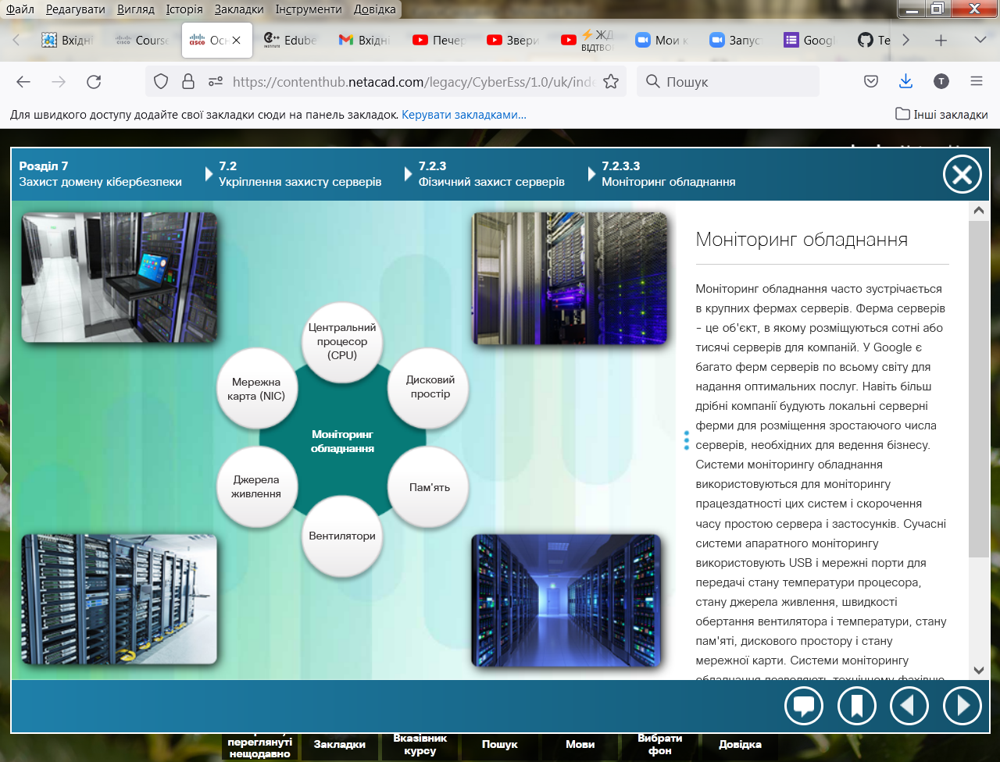 Файл Редагувати Вигляд Історія Закладки Інструменти Довідка
Вхідні Course Осн Edube Вхідні Печер Звери ⚡ЖД Мои к Запус Googl Te
ВІДТВО
https://contenthub.netacad.com/legacy/CyberEss/1.0/uk/inde
Пошук
T
Для швидкого доступу додайте свої закладки сюди на панель закладок. Керувати закладками...
Інші закладки
Розділ 7
Захист домену кібербезпеки
7.2
Укріплення захисту серверів
7.2.3
Фізичний захист серверів
7.2.3.3
Моніторинг обладнання
Центральний
процесор
(CPU)
Мережна
карта (NIC)
Дисковий
простір
Моніторинг
обладнання
Джерела
живлення
Пам'ять
Вентилятори
Моніторинг обладнання
Моніторинг обладнання часто зустрічається
в крупних фермах серверів. Ферма серверів
- це об'єкт, в якому розміщуються сотні або
тисячі серверів для компаній. У Google є
багато ферм серверів по всьому світу для
надання оптимальних послуг. Навіть більш
дрібні компанії будують локальні серверні
ферми для розміщення зростаючого числа
серверів, необхідних для ведення бізнесу.
Системи моніторингу обладнання
використовуються для моніторингу
працездатності цих систем і скорочення
часу простою сервера і застосунків. Сучасні
системи апаратного моніторингу
використовують USB і мережні порти для
передачі стану температури процесора,
стану джерела живлення, швидкості
обертання вентилятора і температури, стану
пам'яті, дискового простору і стану
мережної карти. Системи моніторингу
обладнання дозволяють технічному фахівцю
переглянуті
нещодавно
Закладки
Вказівник
курсу
Пошук
Мови
Вибрати
фон
Довідка